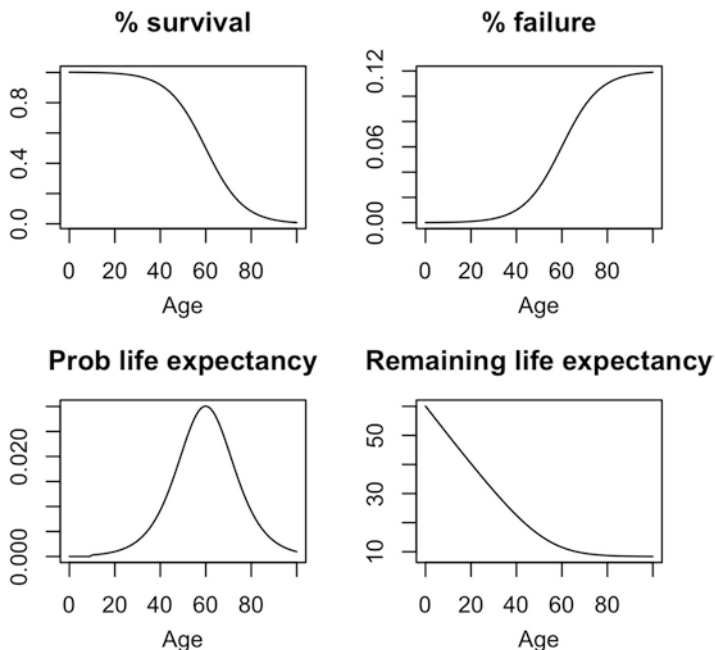 % survival
0.0 0.4 0.8
0 20 40 60 80
Age
% failure
0.00 0.06 0.12
0 20 40 60 80
Age
Prob life expectancy
0.000 0.020
0 20 40 60 80
Age
Remaining life expectancy
10 30 50
0 20 40 60 80
Age